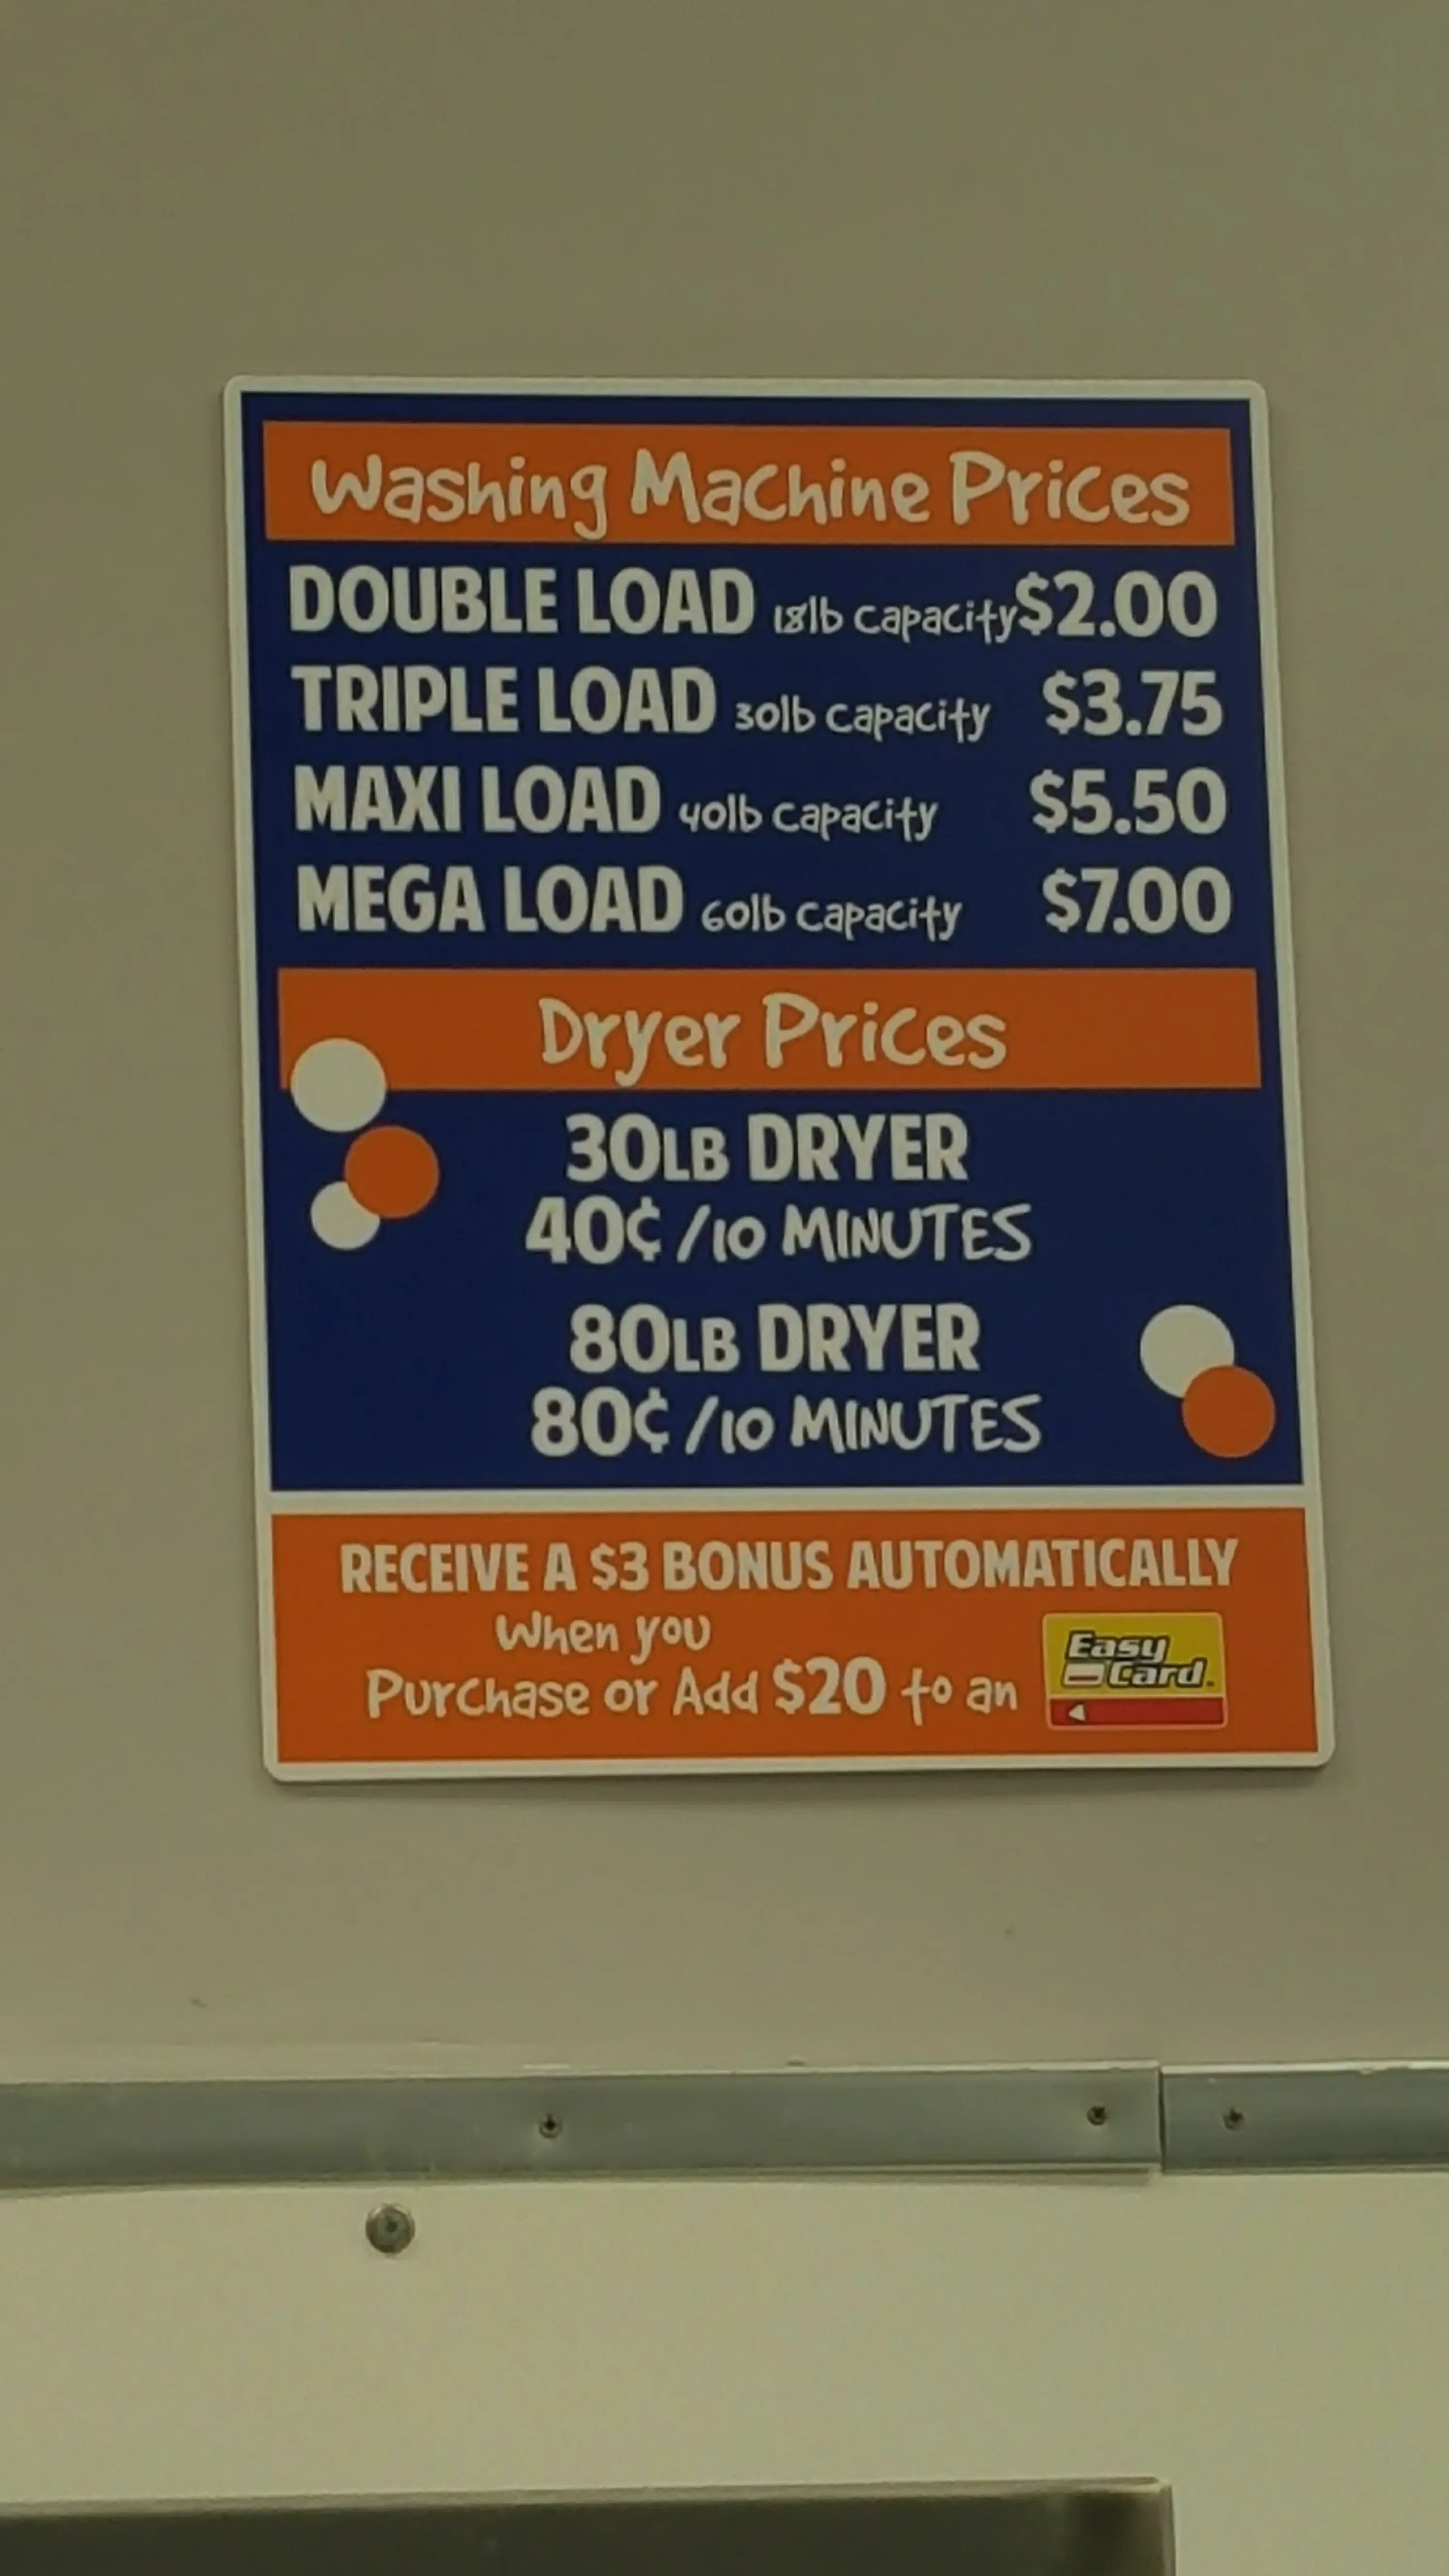 Washing Machine Prices
DOUBLE LOAD 18lb capacity $2.00
TRIPLE LOAD 30lb capacity $3.75
MAXI LOAD 40lb capacity $5.50
MEGA LOAD 60lb capacity $7.00
Dryer Prices
30LB DRYER
40¢ /10 MINUTES
80LB DRYER
80¢ /10 MINUTES
RECEIVE A $3 BONUS AUTOMATICALLY
When you
Purchase or Add $20 to an
Easy
Card